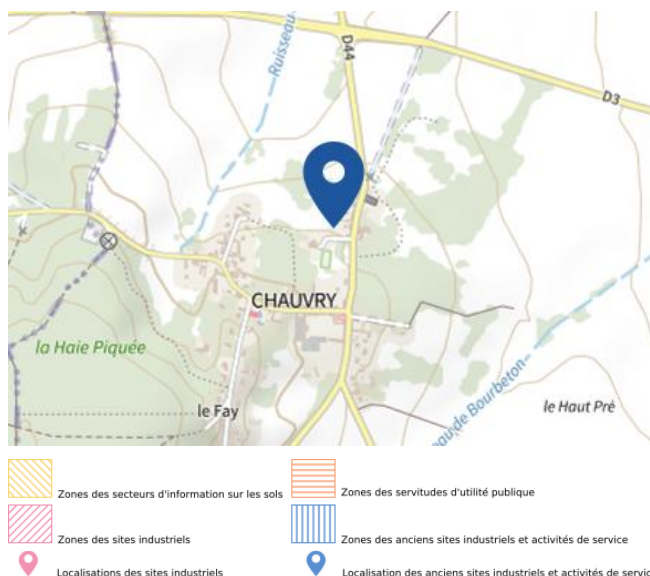 Ruisseau
D44
D3
CHAUVRY
la Haie Piquée
le Fay
eau de Bourbeton
le Haut Pré
Zones des secteurs d'information sur les sols
Zones des servitudes d'utilité publique
Zones des sites industriels
Zones des anciens sites industriels et activités de service
Localisations des sites industriels
Localisation des anciens sites industriels et activités de servic